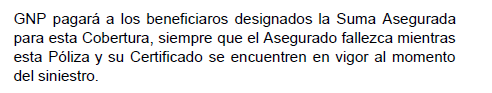 GNP pagará a los beneficiaros designados la Suma Asegurada
para esta Cobertura, siempre que el Asegurado fallezca mientras
esta Póliza y su Certificado se encuentren en vigor al momento
del siniestro.